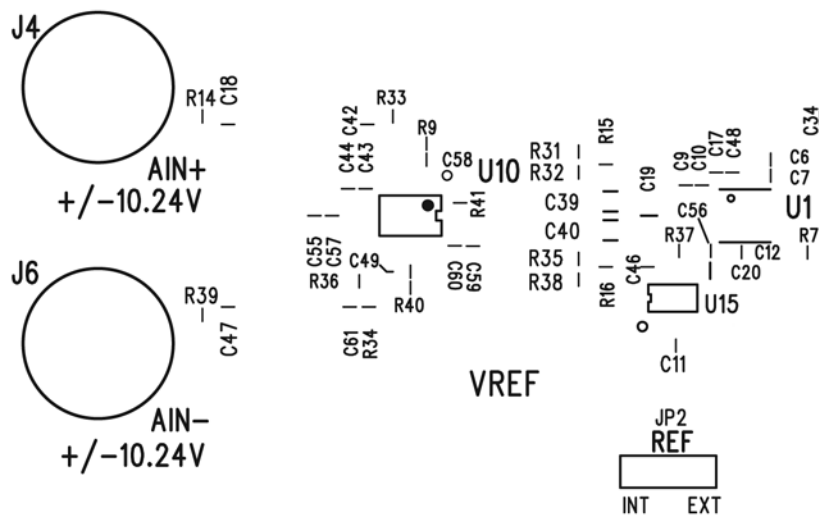 J4
R14
C18
AIN+
+/-10.24V
C42
R33
R9
C44
C43
C58
U10
R41
C55
C57
R36
C49
R40
C60
C59
C61
R34
R31
R32
R15
C39
C40
R35
R38
R16
C19
C9
C10
C17
C48
C34
C6
C7
C56
U1
R37
C12
R7
C20
C46
U15
C11
J6
R39
C47
AIN-
+/-10.24V
VREF
JP2
REF
INT EXT